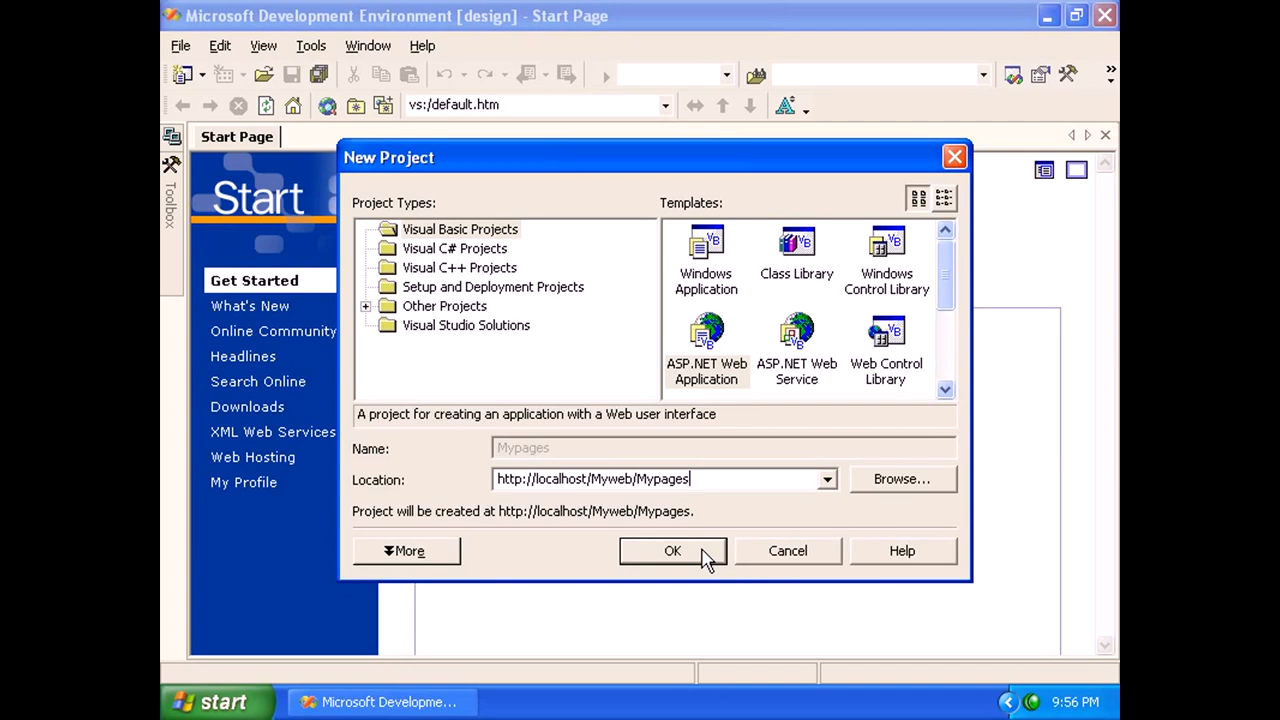 Microsoft Development Environment [design] - Start Page
File Edit View Tools Window Help
vs:/default.htm
Start Page
Toolbox
Start
Get Started
What's New
Online Community
Headlines
Search Online
Downloads
XML Web Services
Web Hosting
My Profile
New Project
Project Types:
Visual Basic Projects
Visual C# Projects
Visual C++ Projects
Setup and Deployment Projects
Other Projects
Visual Studio Solutions
Templates:
Windows Application
Class Library
Windows Control Library
ASP.NET Web Application
ASP.NET Web Service
Web Control Library
A project for creating an application with a Web user interface
Name: Mypages
Location: http://localhost/Myweb/Mypages Browse...
Project will be created at http://localhost/Myweb/Mypages.
More OK Cancel Help
start Microsoft Developme... 9:56 PM